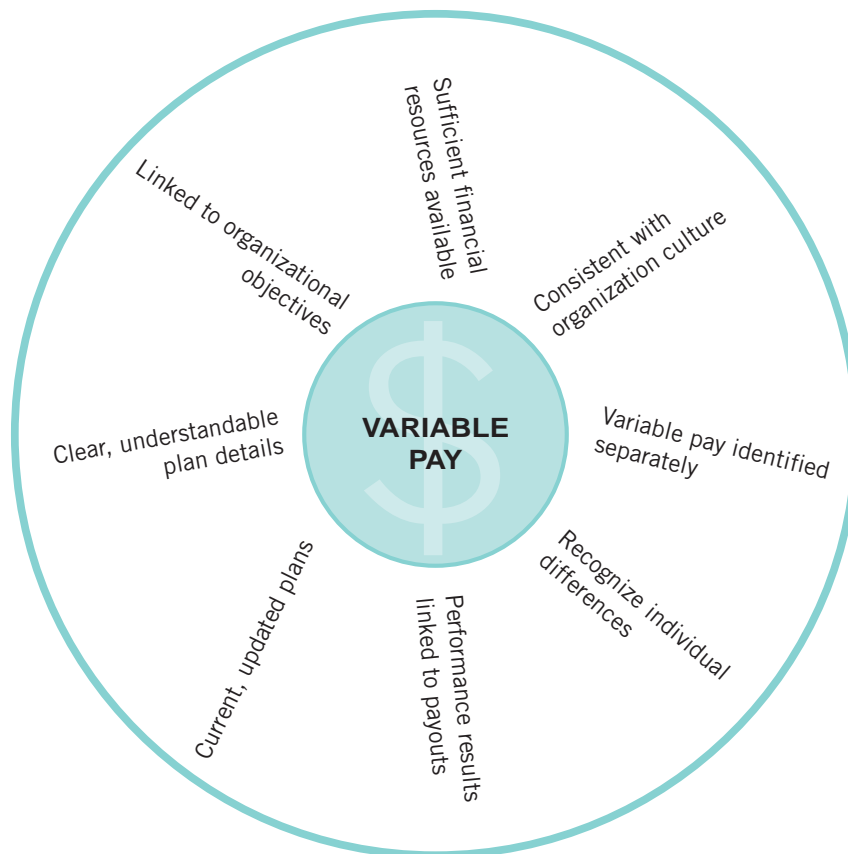 Sufficient financial
resources available
Consistent with
organization culture
Variable pay identified
separately
Recognize individual
differences
Performance results
linked to payouts
Current, updated plans
Clear, understandable
plan details
Linked to organizational
objectives
VARIABLE
PAY
$